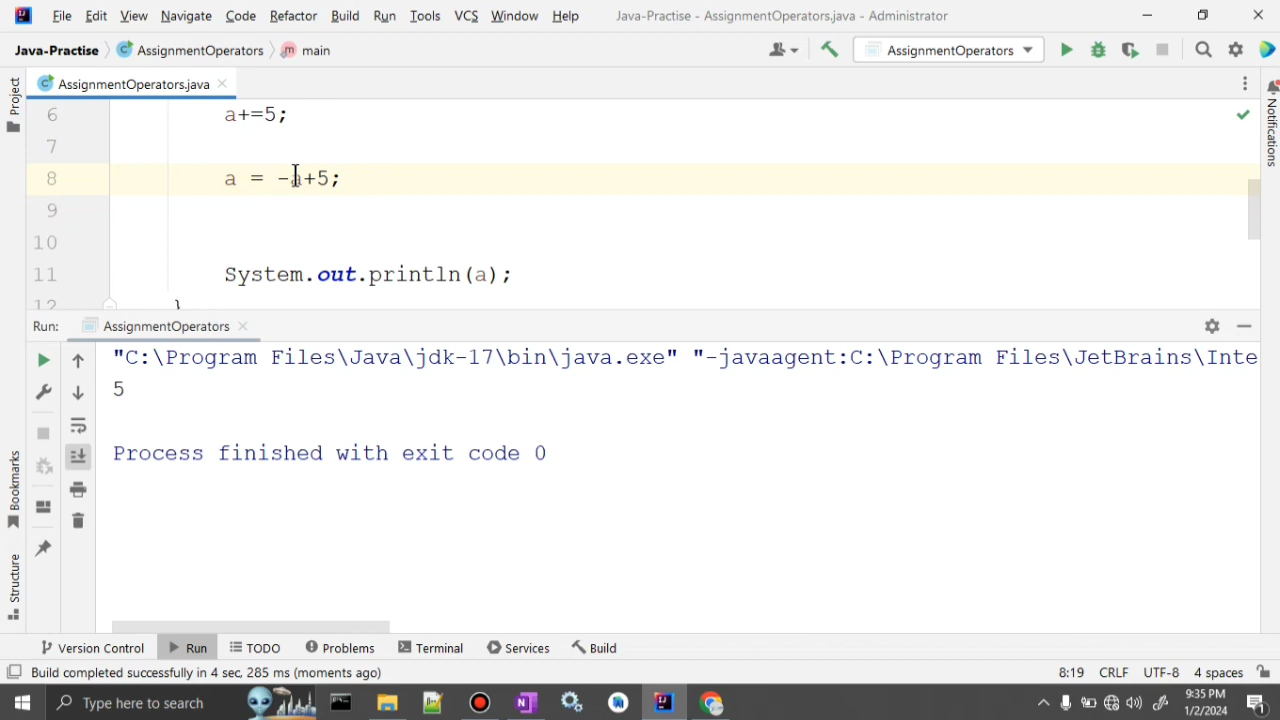 File Edit View Navigate Code Refactor Build Run Tools VCS Window Help Java-Practise - AssignmentOperators.java - Administrator
Java-Practise AssignmentOperators main AssignmentOperators
Project
AssignmentOperators.java
Notifications
6 a+=5;
7
8 a = -a+5;
9
10
11 System.out.println(a);
12 }
Run: AssignmentOperators
"C:\Program Files\Java\jdk-17\bin\java.exe" "-javaagent:C:\Program Files\JetBrains\Inte
5
Process finished with exit code 0
Bookmarks
Structure
Version Control Run TODO Problems Terminal Services Build
Build completed successfully in 4 sec, 285 ms (moments ago) 8:19 CRLF UTF-8 4 spaces
Type here to search
9:35 PM
1/2/2024
1